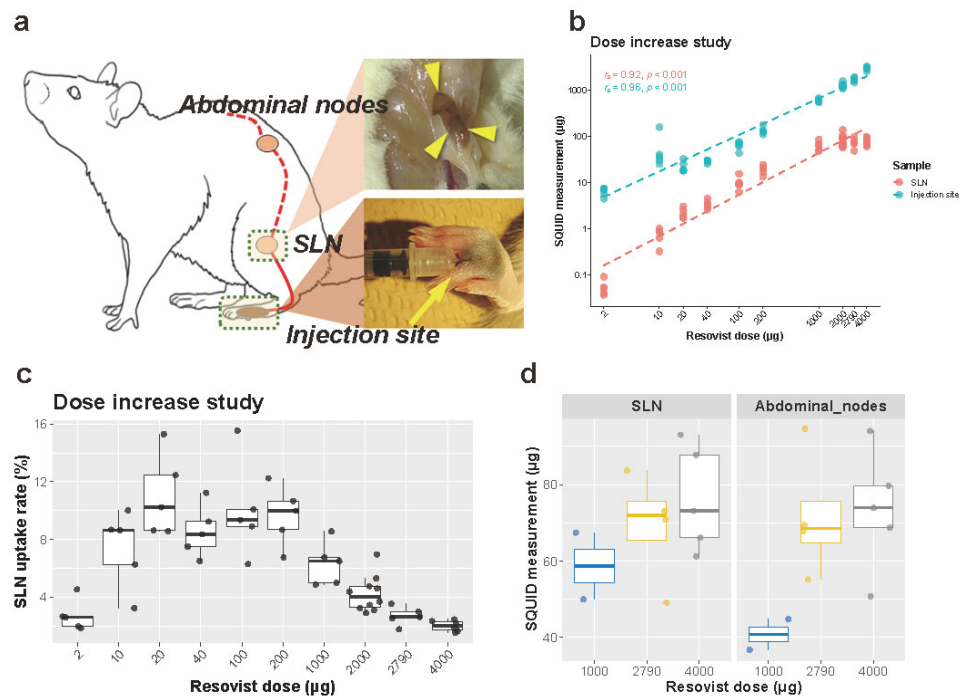 a
Abdominal nodes
SLN
Injection site
b
Dose increase study
rs = 0.92, p < 0.001
rs = 0.96, p < 0.001
SQUID measurement (µg)
1000
100
10
1
0.1
2
10
20
40
100
200
1000
2000
2790
4000
Resovist dose (µg)
Sample
SLN
Injection site
c
Dose increase study
SLN uptake rate (%)
16
12
8
4
2
10
20
40
100
200
1000
2000
2790
4000
Resovist dose (µg)
d
SLN
Abdominal_nodes
SQUID measurement (µg)
80
60
40
1000
2790
4000
1000
2790
4000
Resovist dose (µg)